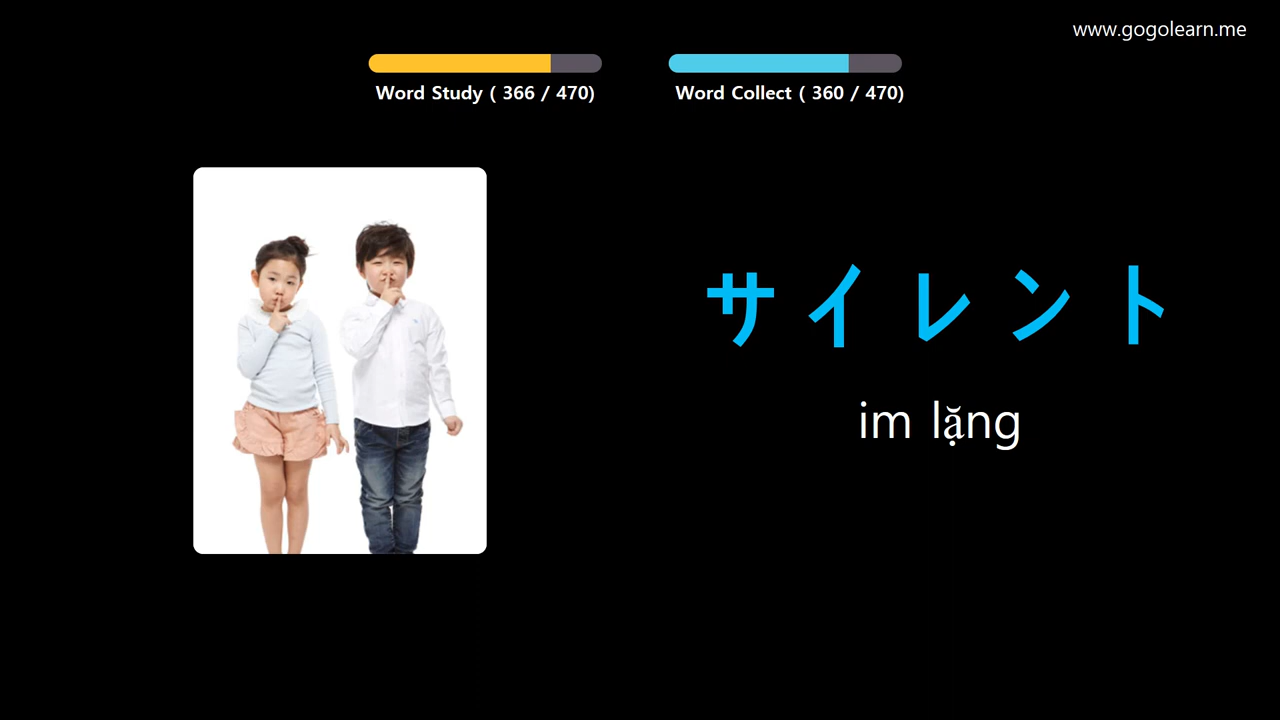 www.gogolearn.me
Word Study ( 366 / 470)
Word Collect ( 360 / 470)
サイレント
im lặng